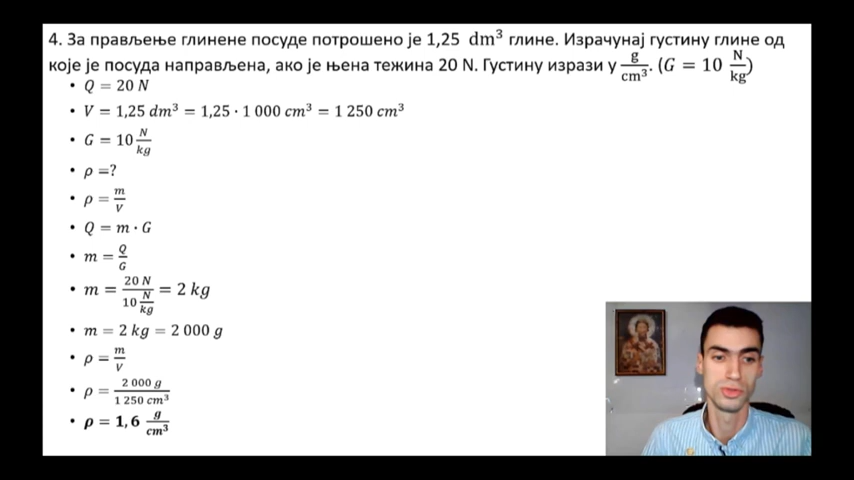 4. За прављење глинене посуде потрошено је 1,25 dm³ глине. Израчунај густину глине од
које је посуда направљена, ако је њена тежина 20 N. Густину изрази у g/cm³. (G = 10 N/kg)
• Q = 20 N
• V = 1,25 dm³ = 1,25 · 1 000 cm³ = 1 250 cm³
• G = 10 N/kg
• ρ =?
• ρ = m/V
• Q = m · G
• m = Q/G
• m = 20 N / 10 N/kg = 2 kg
• m = 2 kg = 2 000 g
• ρ = m/V
• ρ = 2 000 g / 1 250 cm³
• ρ = 1,6 g/cm³